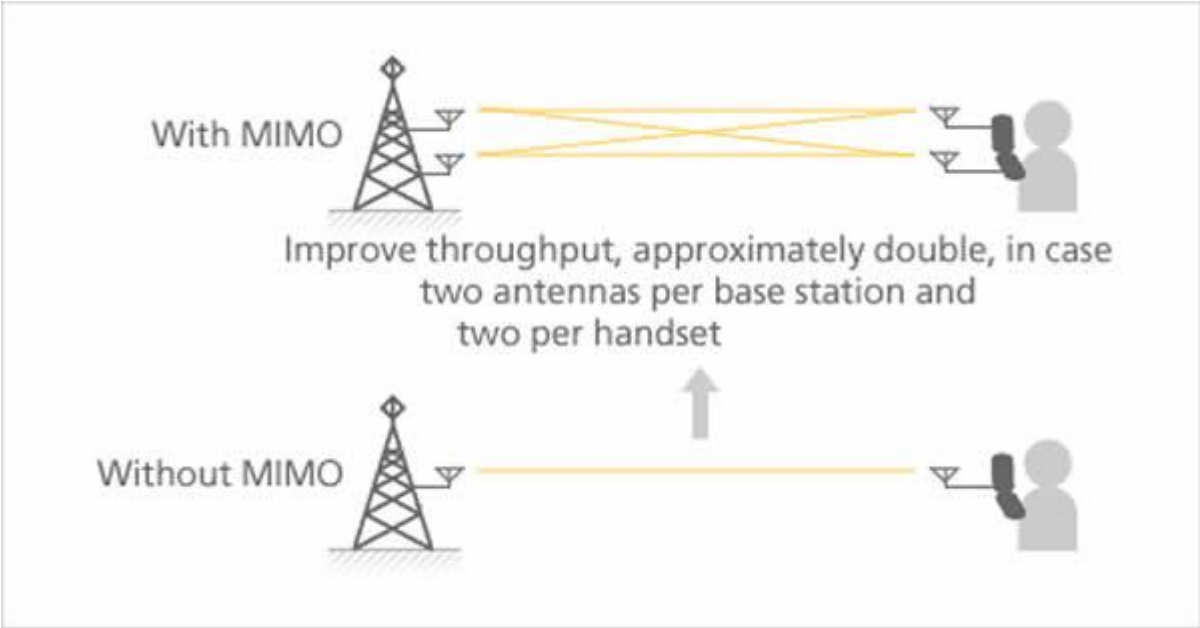 With MIMO
Improve throughput, approximately double, in case
two antennas per base station and
two per handset
Without MIMO